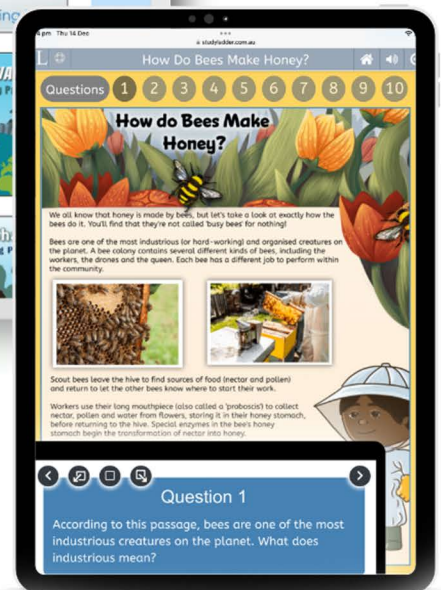 4 pm Thu 14 Dec
studyladder.com.au
How Do Bees Make Honey?
Questions 1 2 3 4 5 6 7 8 9 10
How do Bees Make
Honey?
We all know that honey is made by bees, but let's take a look at exactly how the
bees do it. You'll find that they're not called 'busy bees' for nothing!
Bees are one of the most industrious (or hard-working) and organised creatures on
the planet. A bee colony contains several different kinds of bees, including the
workers, the drones and the queen. Each bee has a different job to perform within
the community.
Scout bees leave the hive to find sources of food (nectar and pollen)
and return to let the other bees know where to start their work.
Workers use their long mouthpiece (also called a 'proboscis') to collect
nectar, pollen and water from flowers, storing it in their honey stomach,
before returning to the hive. Special enzymes in the bee's honey
stomach begin the transformation of nectar into honey.
Question 1
According to this passage, bees are one of the most
industrious creatures on the planet. What does
industrious mean?